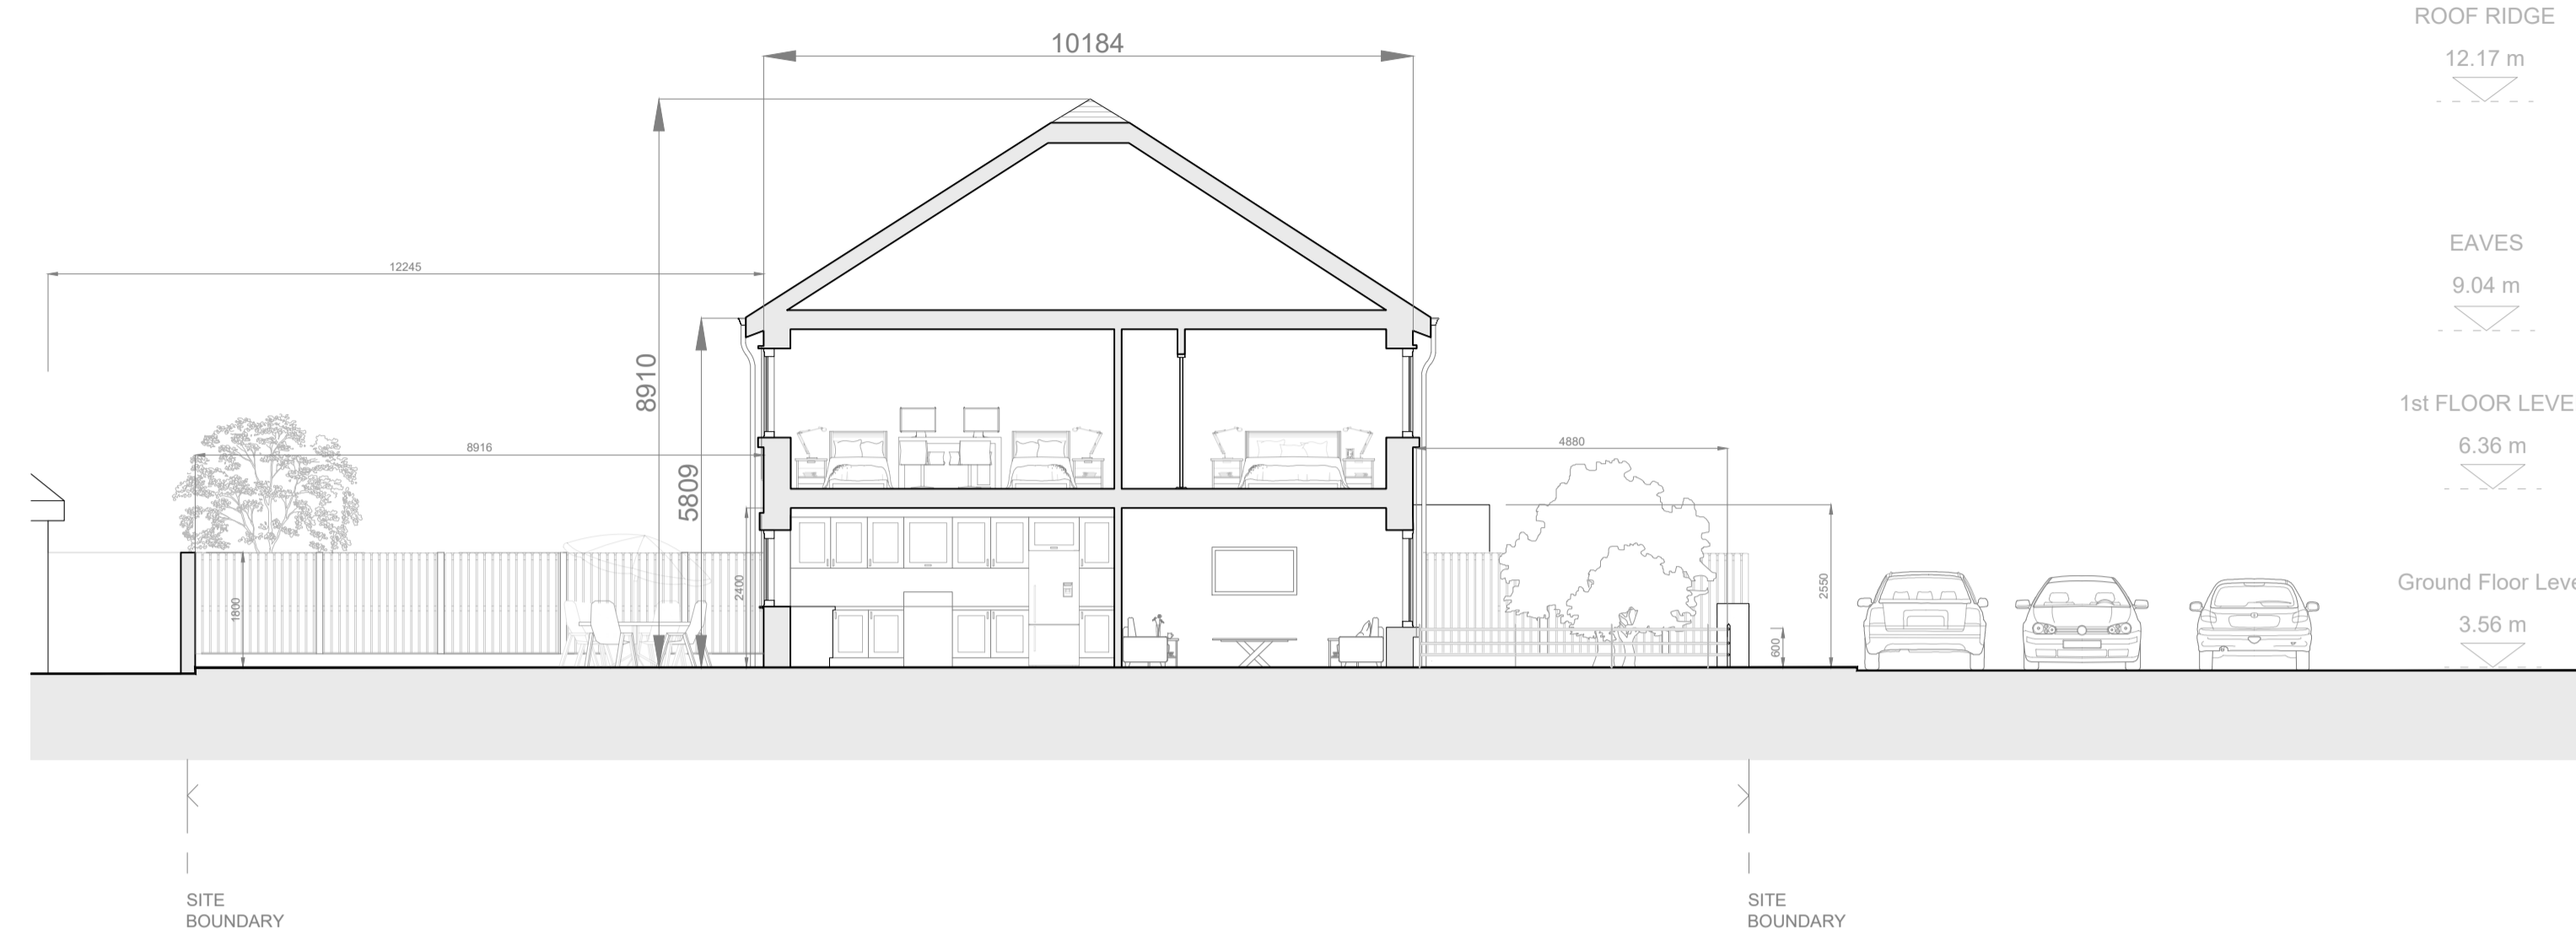 ROOF RIDGE
12.17 m
10184
EAVES
9.04 m
12245
8910
5809
1st FLOOR LEVE
6.36 m
8916
4880
2400
1800
2550
600
Ground Floor Leve
3.56 m
SITE
BOUNDARY
SITE
BOUNDARY